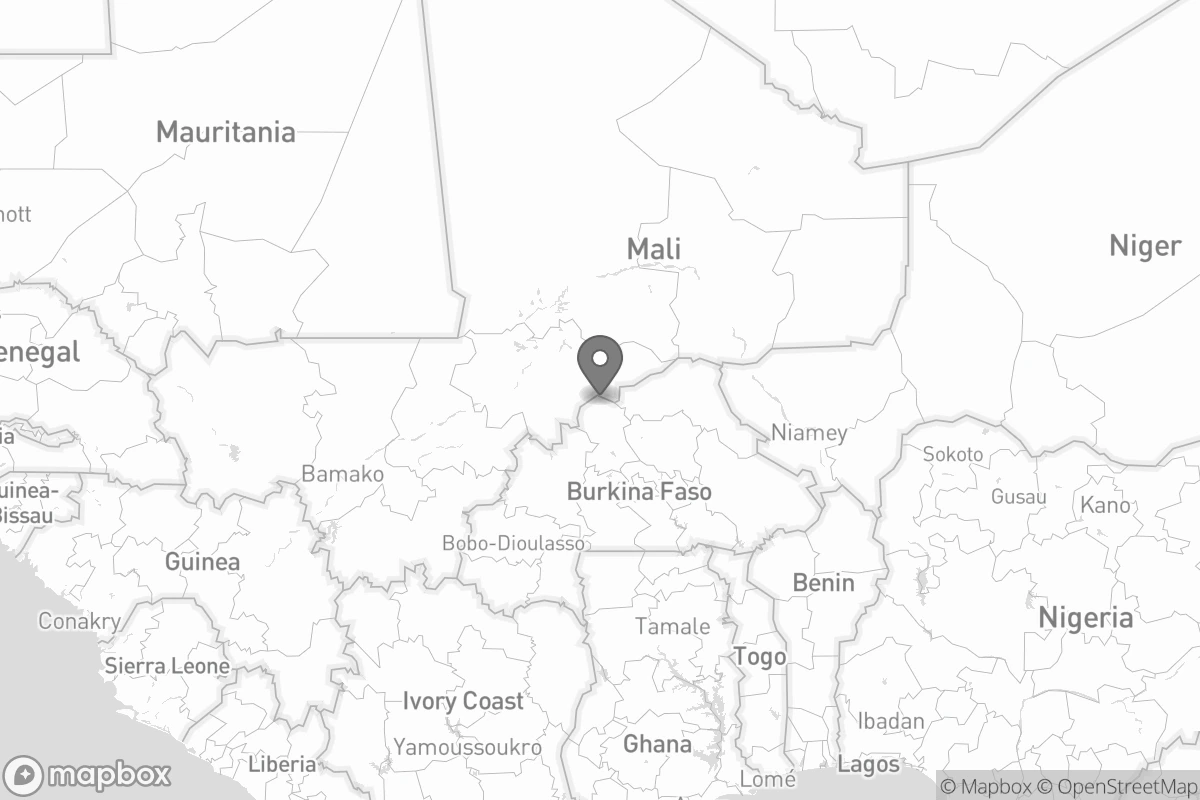 Mauritania
nott
Mali
Niger
enegal
ia
Niamey
Sokoto
Bamako
Gusau
Kano
Burkina Faso
uinea-
Bissau
Bobo-Dioulasso
Guinea
Benin
Conakry
Tamale
Nigeria
Sierra Leone
Togo
Ivory Coast
Ibadan
Yamoussoukro
Ghana
Liberia
Lagos
Lomé
mapbox
© Mapbox © OpenStreetMap